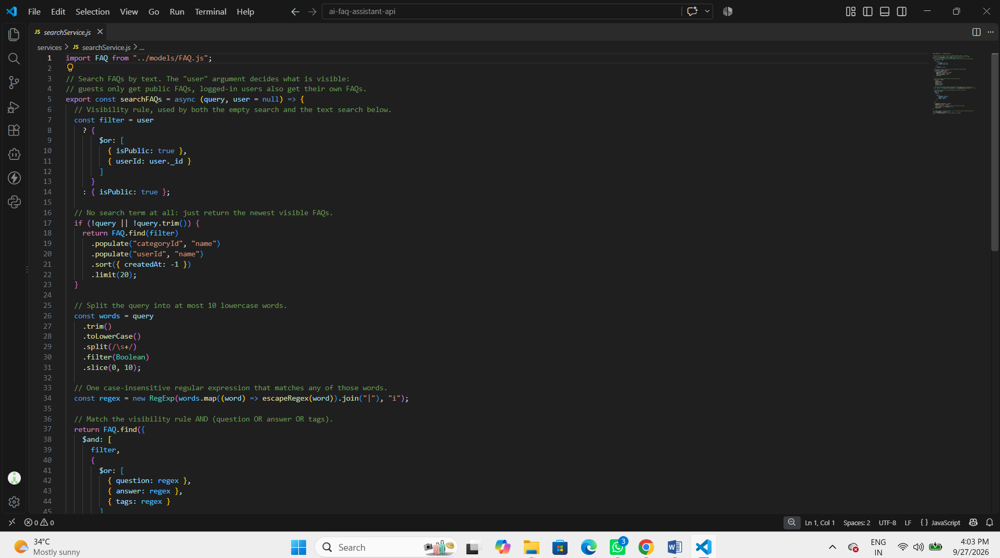 File Edit Selection View Go Run Terminal Help
ai-faq-assistant-api
JS searchService.js
services > JS searchService.js > ...
1 import FAQ from "../models/FAQ.js";
2
3 // Search FAQs by text. The "user" argument decides what is visible:
4 // guests only get public FAQs, logged-in users also get their own FAQs.
5 export const searchFAQs = async (query, user = null) => {
6 // Visibility rule, used by both the empty search and the text search below.
7 const filter = user
8 ? {
9 $or: [
10 { isPublic: true },
11 { userId: user._id }
12 ]
13 }
14 : { isPublic: true };
15
16 // No search term at all: just return the newest visible FAQs.
17 if (!query || !query.trim()) {
18 return FAQ.find(filter)
19 .populate("categoryId", "name")
20 .populate("userId", "name")
21 .sort({ createdAt: -1 })
22 .limit(20);
23 }
24
25 // Split the query into at most 10 lowercase words.
26 const words = query
27 .trim()
28 .toLowerCase()
29 .split(/\s+/)
30 .filter(Boolean)
31 .slice(0, 10);
32
33 // One case-insensitive regular expression that matches any of those words.
34 const regex = new RegExp(words.map((word) => escapeRegex(word)).join("|"), "i");
35
36 // Match the visibility rule AND (question OR answer OR tags).
37 return FAQ.find({
38 $and: [
39 filter,
40 {
41 $or: [
42 { question: regex },
43 { answer: regex },
44 { tags: regex }
45 ]
0 0 Ln 1, Col 1 Spaces: 2 UTF-8 LF { } JavaScript
34°C
Mostly sunny
Search
3
ENG
IN
4:03 PM
9/27/2026